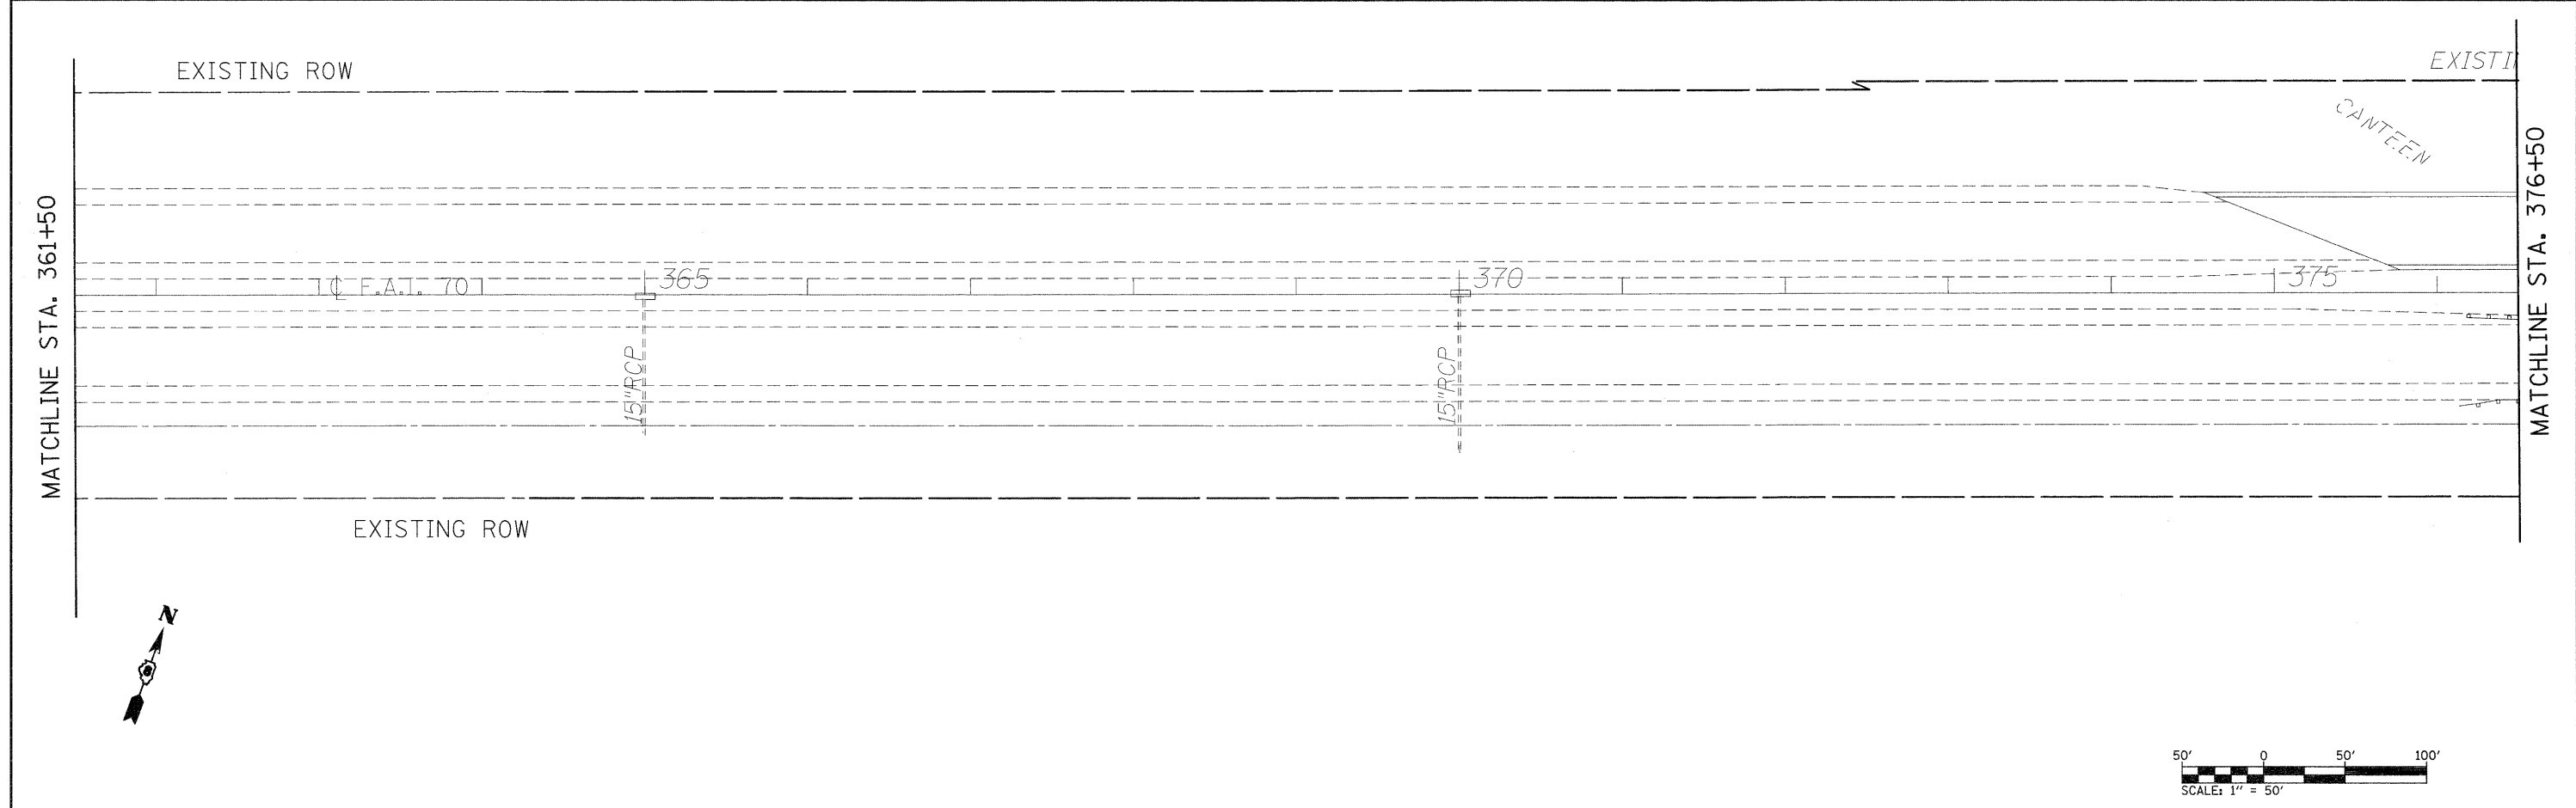 EXISTING ROW
EXISTI
CANTEEN
MATCHLINE STA. 361+50
MATCHLINE STA. 376+50
℄ F.A.I. 70
365
370
375
15"RCP
15"RCP
EXISTING ROW
N
50' 0 50' 100'
SCALE: 1" = 50'